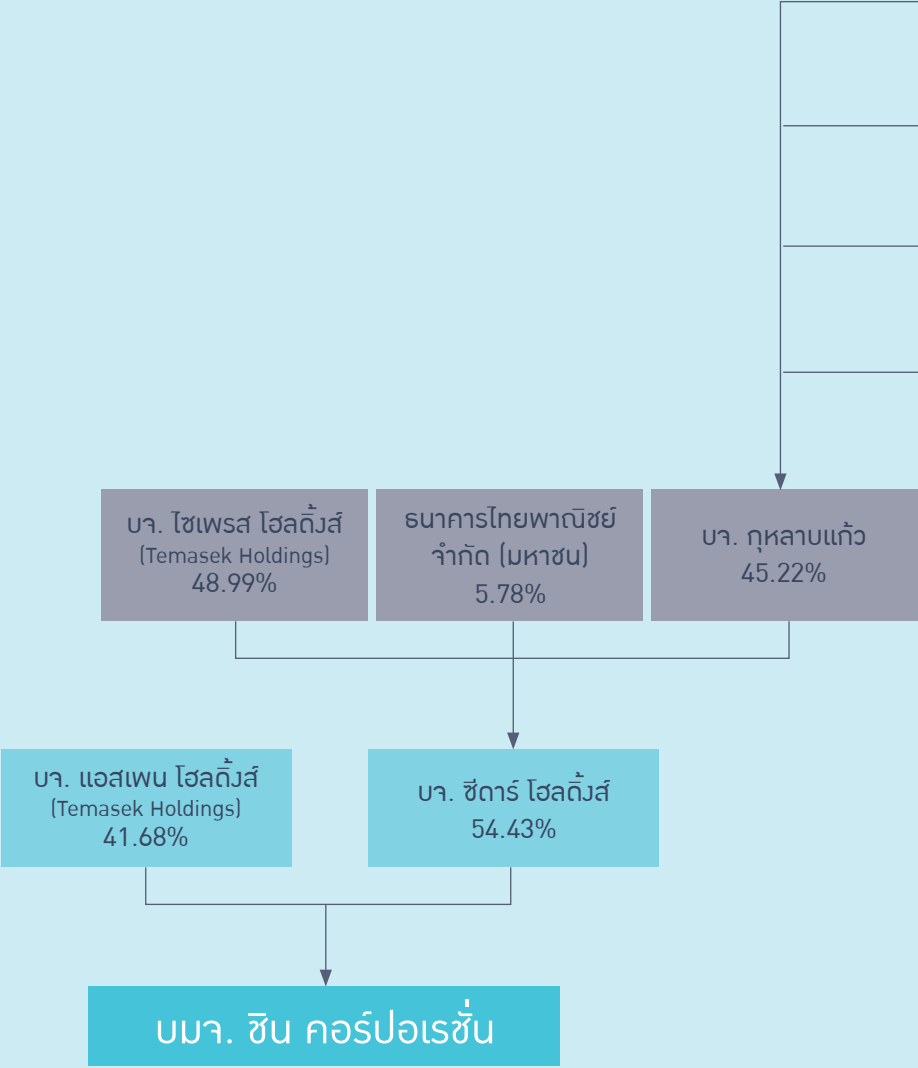 บจ. ไซเพรส โฮลดิ้งส์
(Temasek Holdings)
48.99%
ธนาคารไทยพาณิชย์
จำกัด (มหาชน)
5.78%
บจ. กุหลาบแก้ว
45.22%
บจ. แอสเพน โฮลดิ้งส์
(Temasek Holdings)
41.68%
บจ. ซีดาร์ โฮลดิ้งส์
54.43%
บมจ. ชิน คอร์ปอเรชั่น